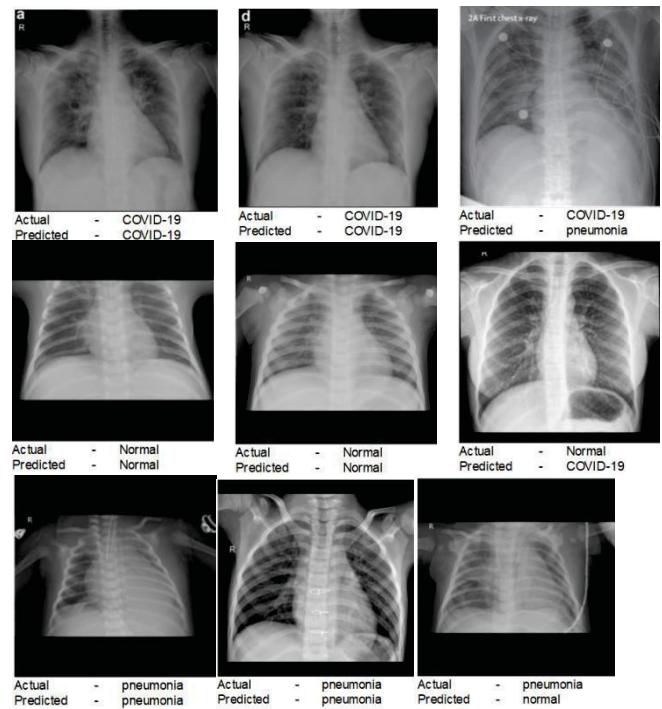 a
R
d
R
2A First chest x-ray
Actual - COVID-19
Predicted - COVID-19
Actual - COVID-19
Predicted - COVID-19
Actual - COVID-19
Predicted - pneumonia
R
R
Actual - Normal
Predicted - Normal
Actual - Normal
Predicted - Normal
Actual - Normal
Predicted - COVID-19
R
R
R
Actual - pneumonia
Predicted - pneumonia
Actual - pneumonia
Predicted - pneumonia
Actual - pneumonia
Predicted - normal